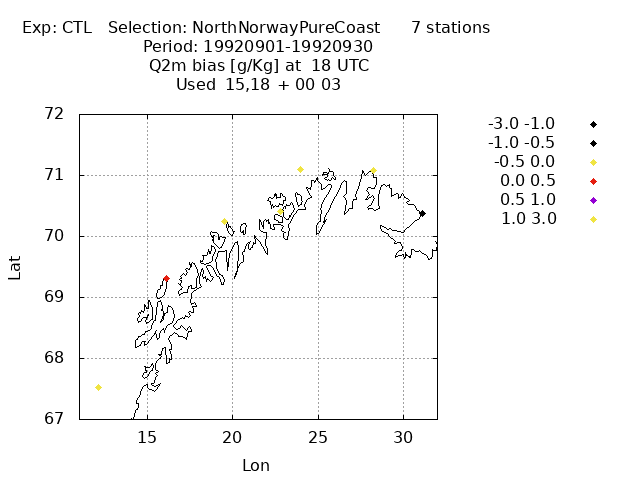 Exp: CTL Selection: NorthNorwayPureCoast 7 stations
Period: 19920901-19920930
Q2m bias [g/Kg] at 18 UTC
Used 15,18 + 00 03
72
71
70
69
68
67
Lat
15 20 25 30
Lon
-3.0 -1.0
-1.0 -0.5
-0.5 0.0
0.0 0.5
0.5 1.0
1.0 3.0